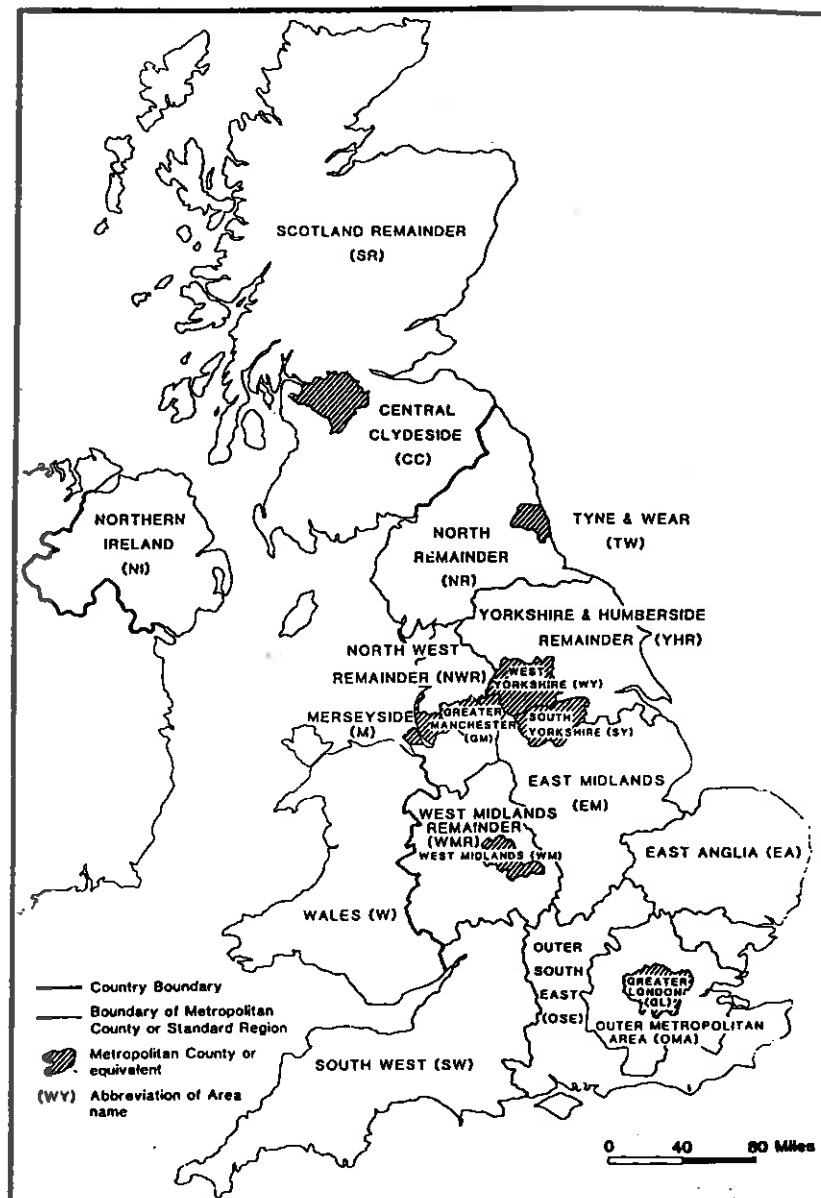 SCOTLAND REMAINDER
(SR)
CENTRAL
CLYDESIDE
(CC)
NORTHERN
IRELAND
(NI)
NORTH
REMAINDER
(NR)
TYNE & WEAR
(TW)
YORKSHIRE & HUMBERSIDE
REMAINDER (YHR)
NORTH WEST
REMAINDER (NWR)
WEST
YORKSHIRE (WY)
MERSEYSIDE
(M)
GREATER
MANCHESTER
(GM)
SOUTH
YORKSHIRE (SY)
EAST MIDLANDS
(EM)
WEST MIDLANDS
REMAINDER
(WMR)
WEST MIDLANDS (WM)
EAST ANGLIA (EA)
WALES (W)
OUTER
SOUTH
EAST
(OSE)
GREATER
LONDON
(GL)
OUTER METROPOLITAN
AREA (OMA)
SOUTH WEST (SW)
Country Boundary
Boundary of Metropolitan
County or Standard Region
Metropolitan County or
equivalent
(WY) Abbreviation of Area
name
0 40 80 Miles